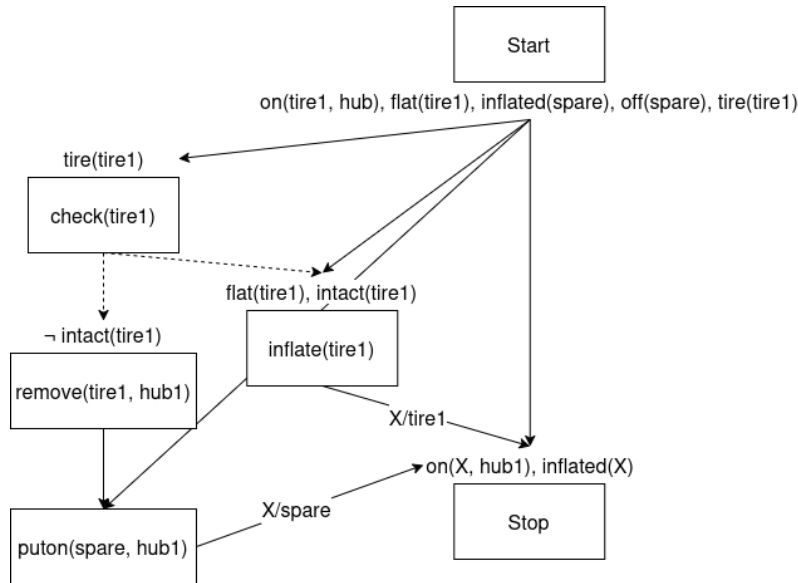 Start
on(tire1, hub), flat(tire1), inflated(spare), off(spare), tire(tire1)
tire(tire1)
check(tire1)
flat(tire1), intact(tire1)
¬ intact(tire1)
inflate(tire1)
remove(tire1, hub1)
X/tire1
on(X, hub1), inflated(X)
X/spare
Stop
puton(spare, hub1)